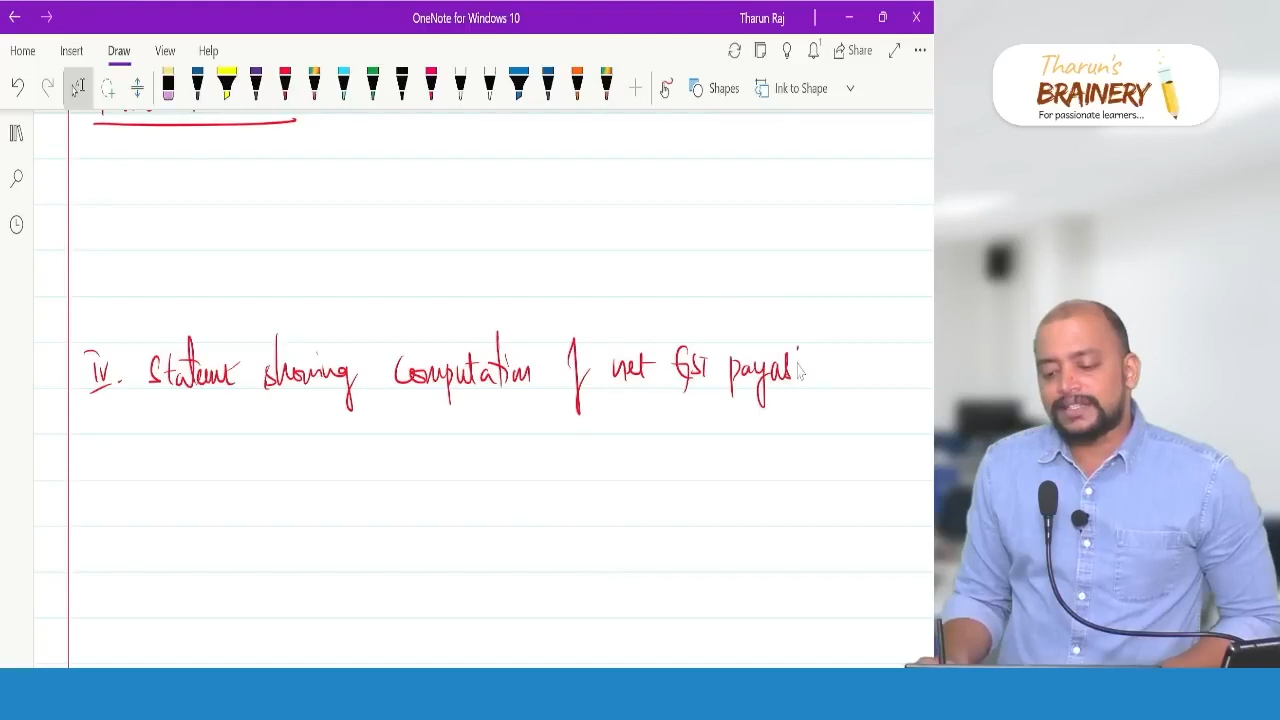 OneNote for Windows 10
Tharun Raj
Home Insert Draw View Help
Share
Shapes
Ink to Shape
Tharun's
BRAINERY
For passionate learners...
IV. Statement showing computation of net GST payabl